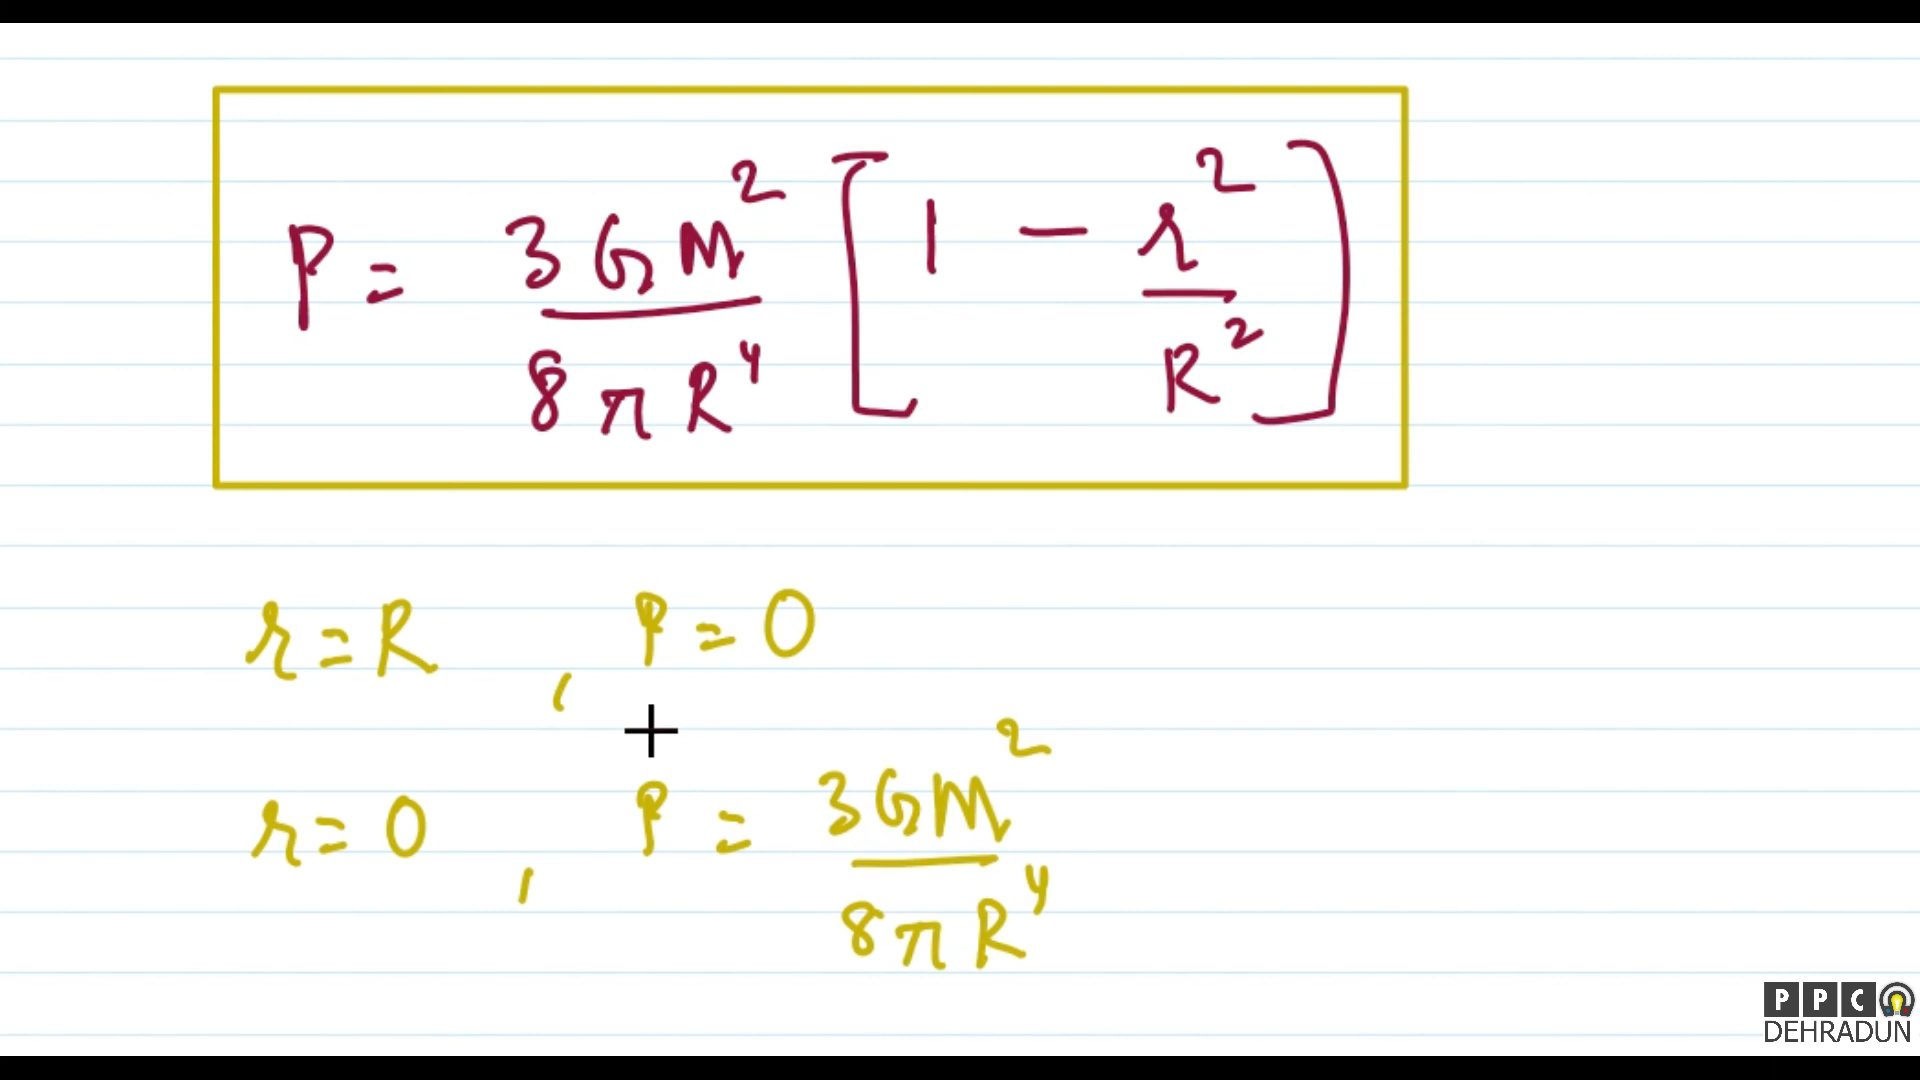 P = 3GM²/8πR⁴ [1 - r²/R²]
r = R , P = 0
r = 0 , P = 3GM²/8πR⁴
PPC
DEHRADUN